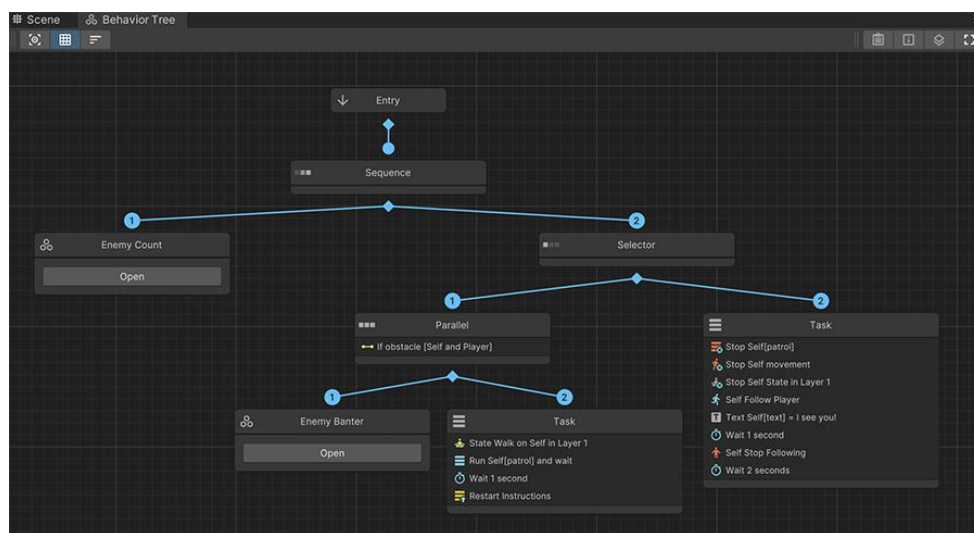 Scene Behavior Tree
Entry
Sequence
1 2
Enemy Count
Open
Selector
1 2
Parallel
If obstacle [Self and Player]
Task
Stop Self[patrol]
Stop Self movement
Stop Self State in Layer 1
Self Follow Player
Text Self[text] = I see you!
Wait 1 second
Self Stop Following
Wait 2 seconds
1 2
Enemy Banter
Open
Task
State Walk on Self in Layer 1
Run Self[patrol] and wait
Wait 1 second
Restart Instructions